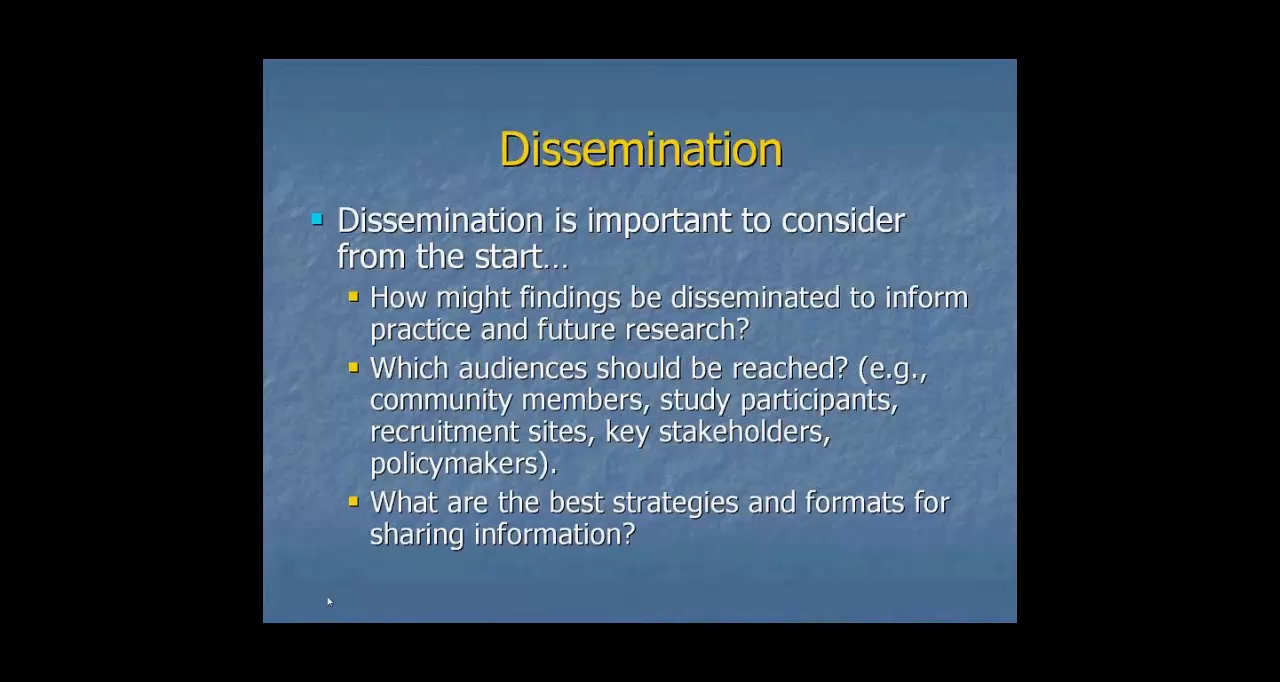 Dissemination
Dissemination is important to consider
from the start…
How might findings be disseminated to inform
practice and future research?
Which audiences should be reached? (e.g.,
community members, study participants,
recruitment sites, key stakeholders,
policymakers).
What are the best strategies and formats for
sharing information?